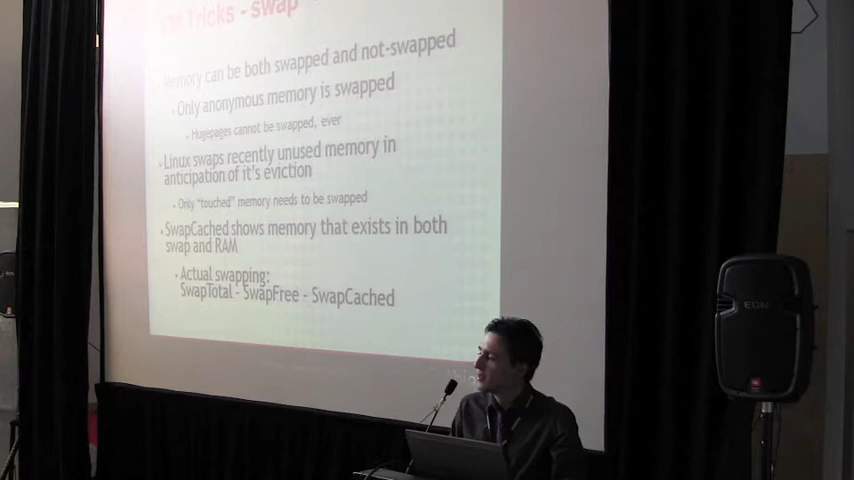 Tricks - swap
Memory can be both swapped and not-swapped
Only anonymous memory is swapped
Hugepages cannot be swapped, ever
Linux swaps recently unused memory in
anticipation of it's eviction
Only "touched" memory needs to be swapped
SwapCached shows memory that exists in both
swap and RAM
Actual swapping:
SwapTotal - SwapFree - SwapCached
EON